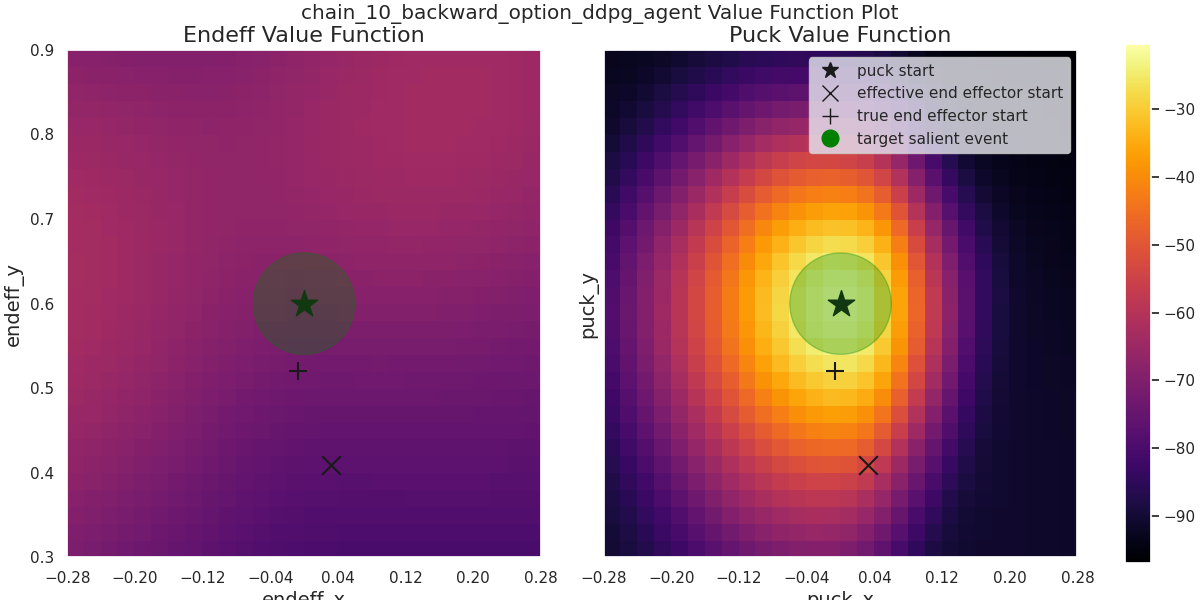 chain_10_backward_option_ddpg_agent Value Function Plot
Endeff Value Function
Puck Value Function
puck start
effective end effector start
true end effector start
target salient event
endeff_y
0.9
0.8
0.7
0.6
0.5
0.4
0.3
−0.28 −0.20 −0.12 −0.04 0.04 0.12 0.20 0.28
endeff_x
puck_y
−0.28 −0.20 −0.12 −0.04 0.04 0.12 0.20 0.28
puck_x
−30
−40
−50
−60
−70
−80
−90